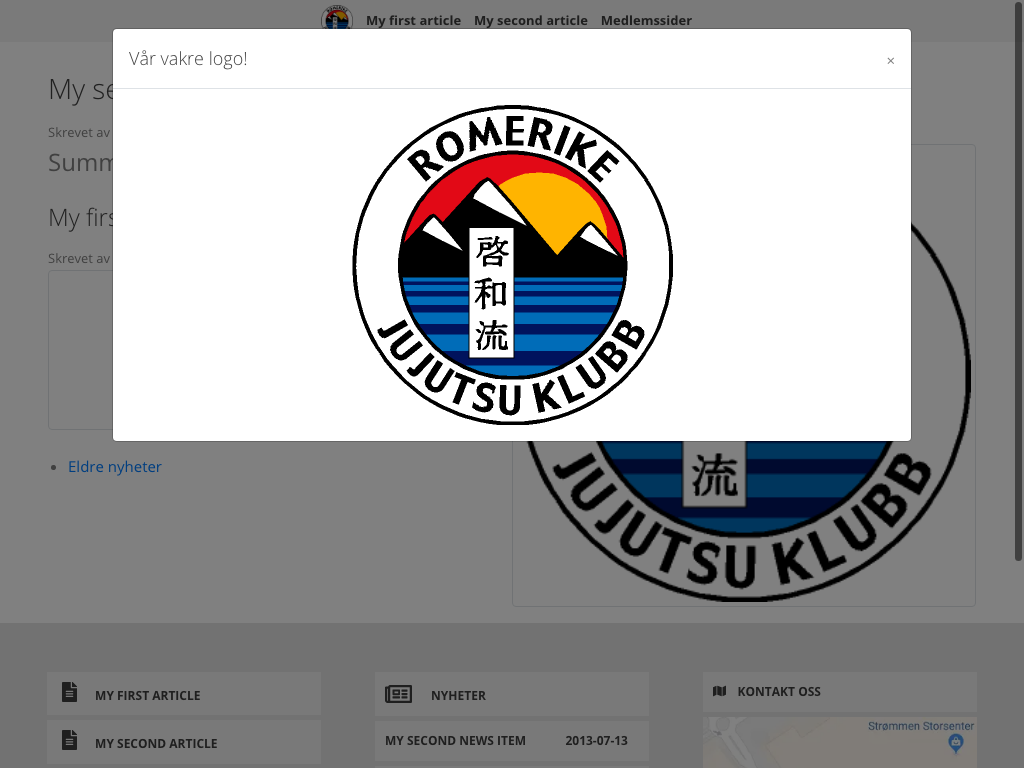 My first article My second article Medlemssider
Vår vakre logo!
×
My se
Skrevet av
Summ
My firs
Skrevet av
ROMERIKE
啓
和
流
JUJUTSU KLUBB
Eldre nyheter
流
JUJUTSU KLUBB
MY FIRST ARTICLE
MY SECOND ARTICLE
NYHETER
MY SECOND NEWS ITEM 2013-07-13
KONTAKT OSS
Strømmen Storsenter